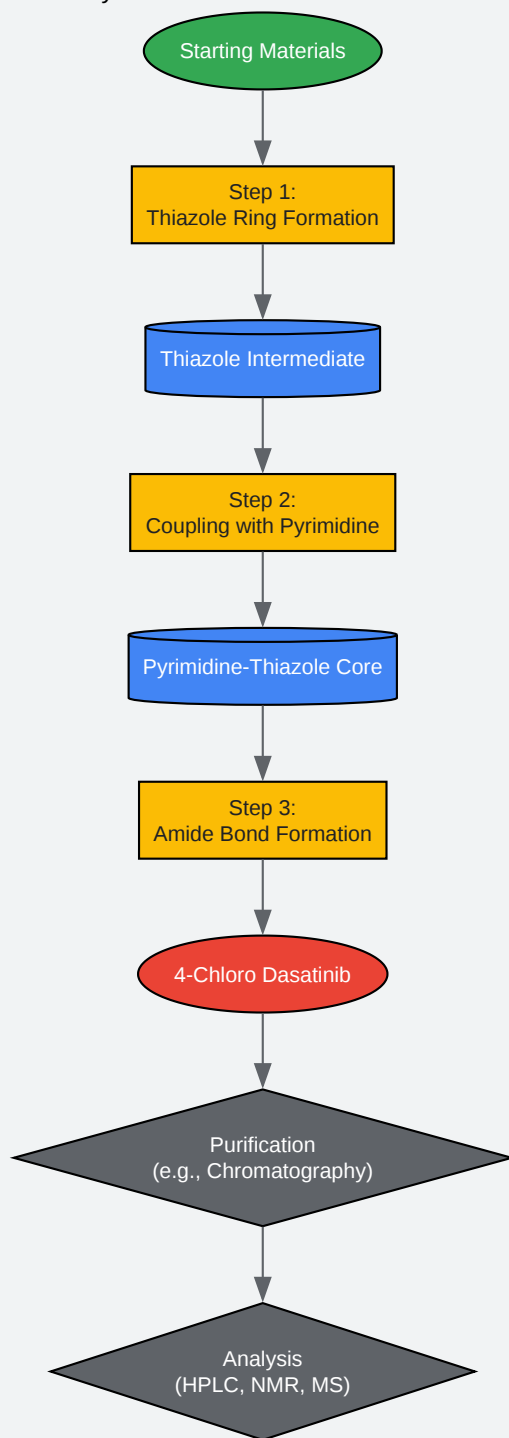 Starting Materials
Step 1:
Thiazole Ring Formation
Thiazole Intermediate
Step 2:
Coupling with Pyrimidine
Pyrimidine-Thiazole Core
Step 3:
Amide Bond Formation
4-Chloro Dasatinib
Purification
(e.g., Chromatography)
Analysis
(HPLC, NMR, MS)